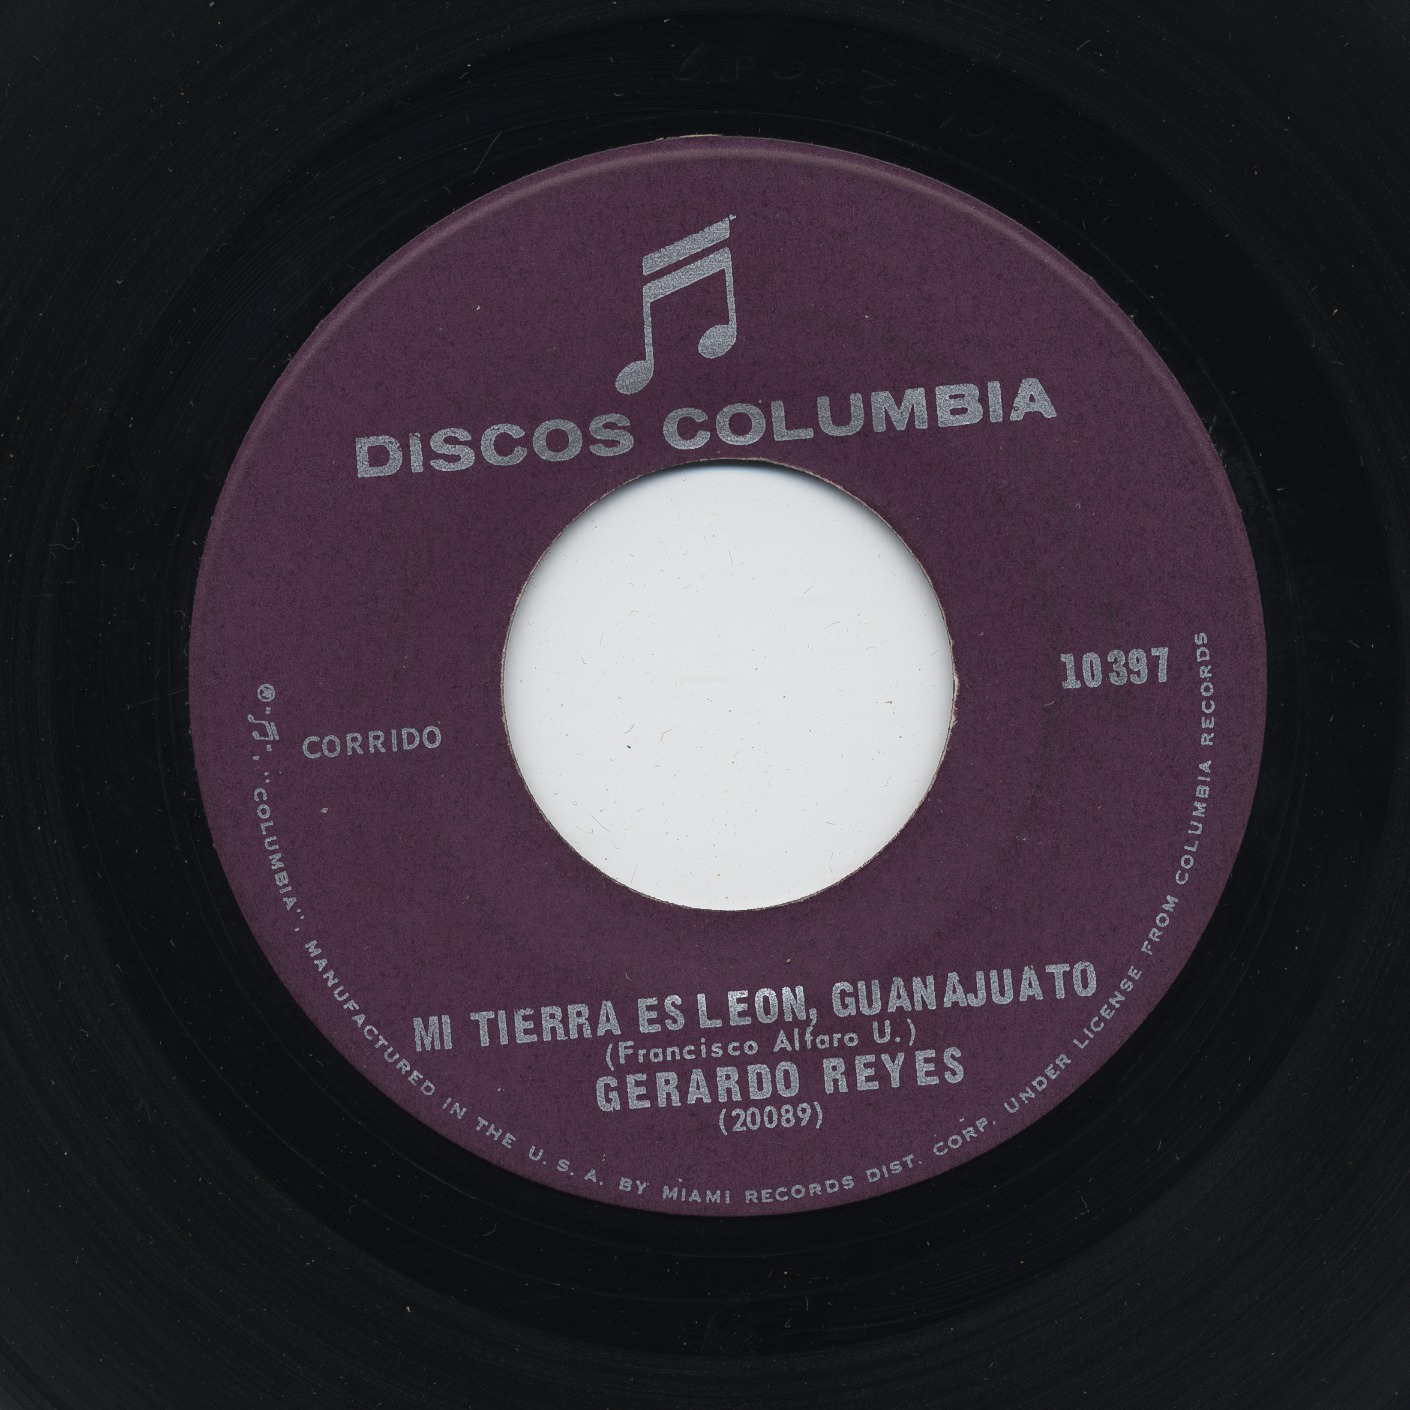 DISCOS COLUMBIA
10397
CORRIDO
MI TIERRA ES LEON, GUANAJUATO
(Francisco Alfaro U.)
GERARDO REYES
(20089)
"COLUMBIA", MANUFACTURED IN THE U. S. A. BY MIAMI RECORDS DIST. CORP. UNDER LICENSE FROM COLUMBIA RECORDS